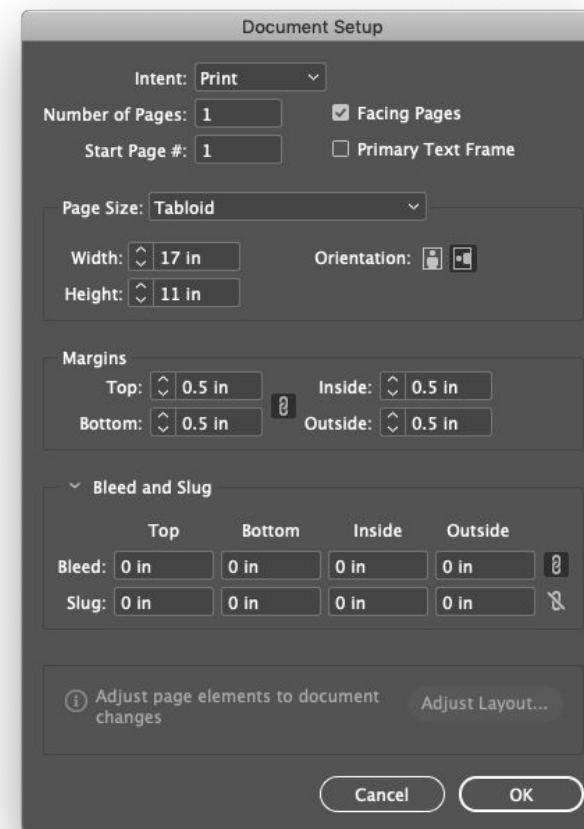 Document Setup
Intent: Print
Number of Pages: 1 Facing Pages
Start Page #: 1 Primary Text Frame
Page Size: Tabloid
Width: 17 in Orientation:
Height: 11 in
Margins
Top: 0.5 in Inside: 0.5 in
Bottom: 0.5 in Outside: 0.5 in
Bleed and Slug
Top Bottom Inside Outside
Bleed: 0 in 0 in 0 in 0 in
Slug: 0 in 0 in 0 in 0 in
Adjust page elements to document
changes
Adjust Layout...
Cancel OK